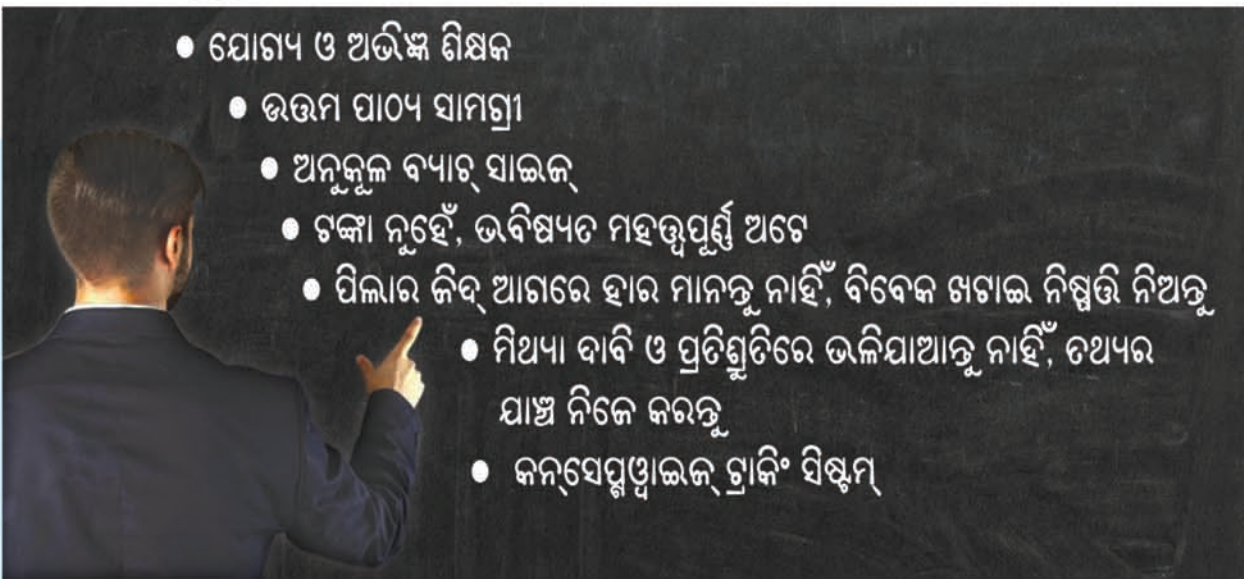 • ଯୋଗ୍ୟ ଓ ଅଭିଜ୍ଞ ଶିକ୍ଷକ
• ଉତ୍ତମ ପାଠ୍ୟ ସାମଗ୍ରୀ
• ଅନୁକୂଳ ବ୍ୟାଚ୍ ସାଇଜ୍
• ଟଙ୍କା ନୁହେଁ, ଭବିଷ୍ୟତ ମହତ୍ତ୍ୱପୂର୍ଣ୍ଣ ଅଟେ
• ପିଲାର ଜିଦ୍ ଆଗରେ ହାର ମାନନ୍ତୁ ନାହିଁ, ବିବେକ ଖଟାଇ ନିଷ୍ପତ୍ତି ନିଅନ୍ତୁ
• ମିଥ୍ୟା ଦାବି ଓ ପ୍ରତିଶ୍ରୁତିରେ ଭଳିଯାଆନ୍ତୁ ନାହିଁ, ତଥ୍ୟର
ଯାଞ୍ଚ ନିଜେ କରନ୍ତୁ
• କନ୍‌ସେପ୍ଟୱାଇଜ୍ ଟ୍ରାକିଂ ସିଷ୍ଟମ୍